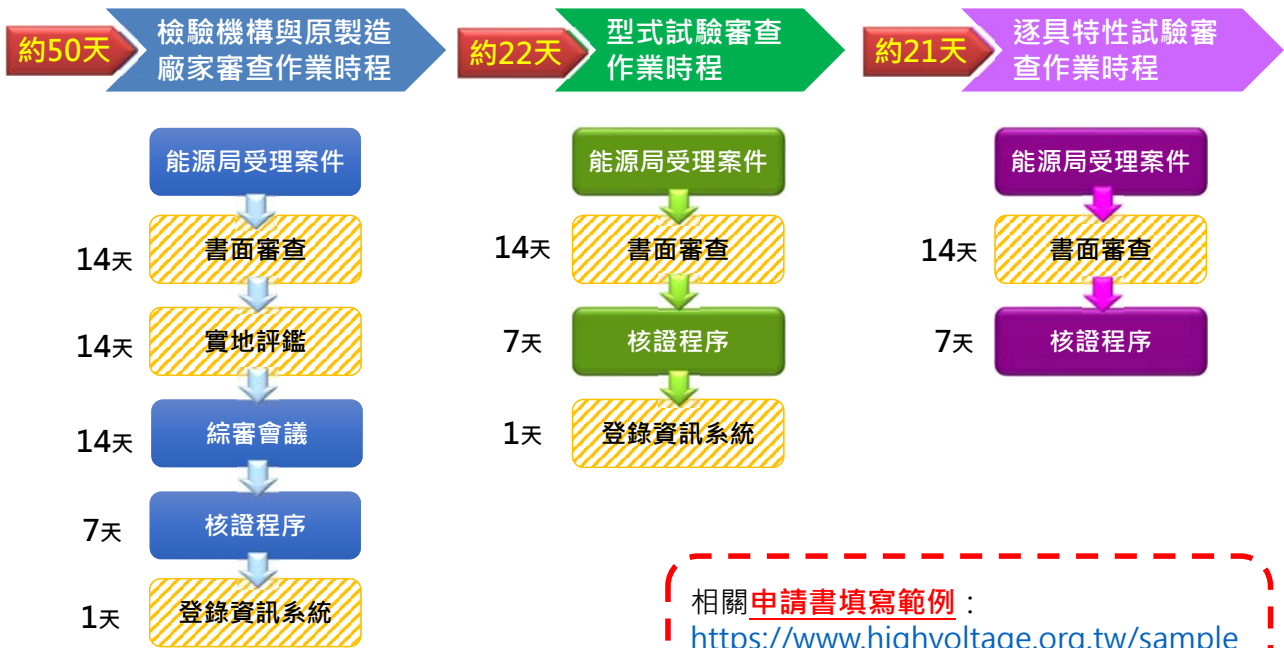 約50天
檢驗機構與原製造
廠家審查作業時程
能源局受理案件
14天
書面審查
14天
實地評鑑
14天
綜審會議
7天
核證程序
1天
登錄資訊系統
約22天
型式試驗審查
作業時程
能源局受理案件
14天
書面審查
7天
核證程序
1天
登錄資訊系統
約21天
逐具特性試驗審
查作業時程
能源局受理案件
14天
書面審查
7天
核證程序
相關申請書填寫範例：
https://www.highvoltage.org.tw/sample